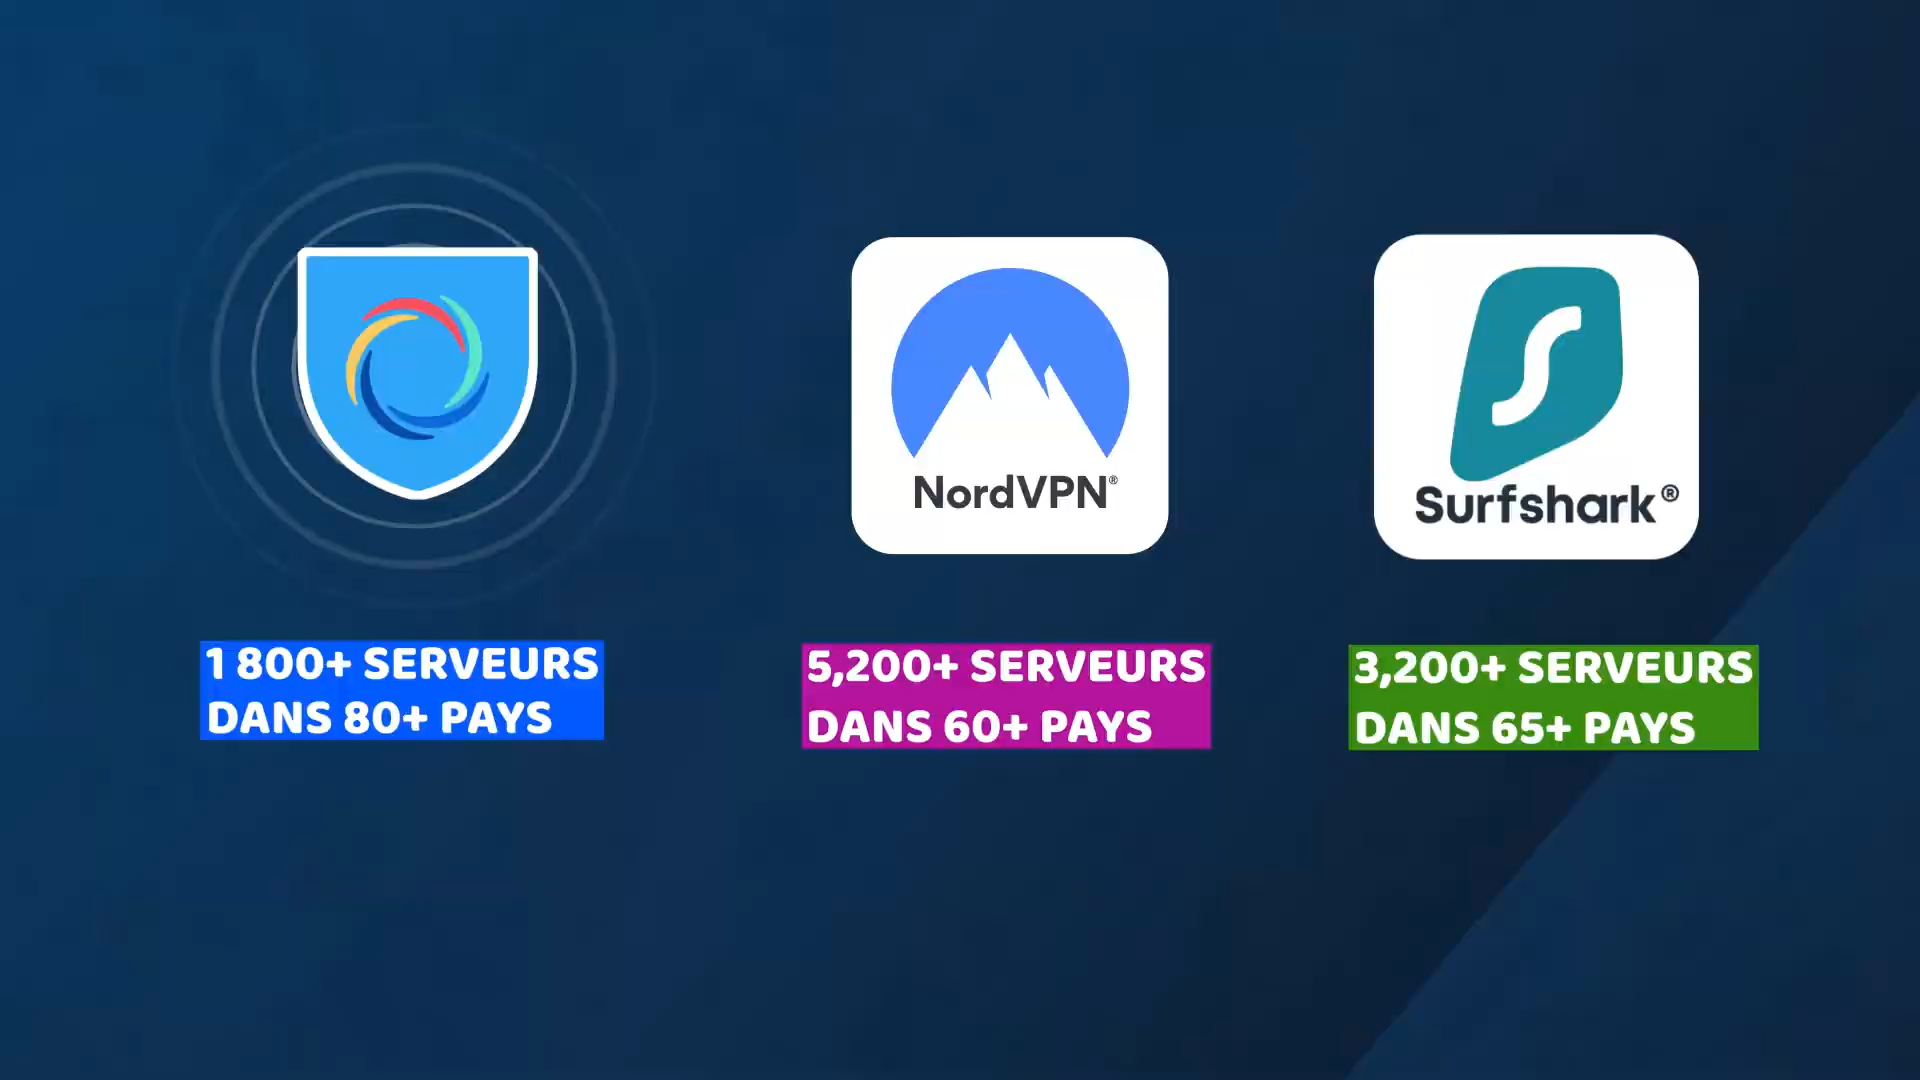 NordVPN®
Surfshark®
1 800+ SERVEURS
DANS 80+ PAYS
5,200+ SERVEURS
DANS 60+ PAYS
3,200+ SERVEURS
DANS 65+ PAYS